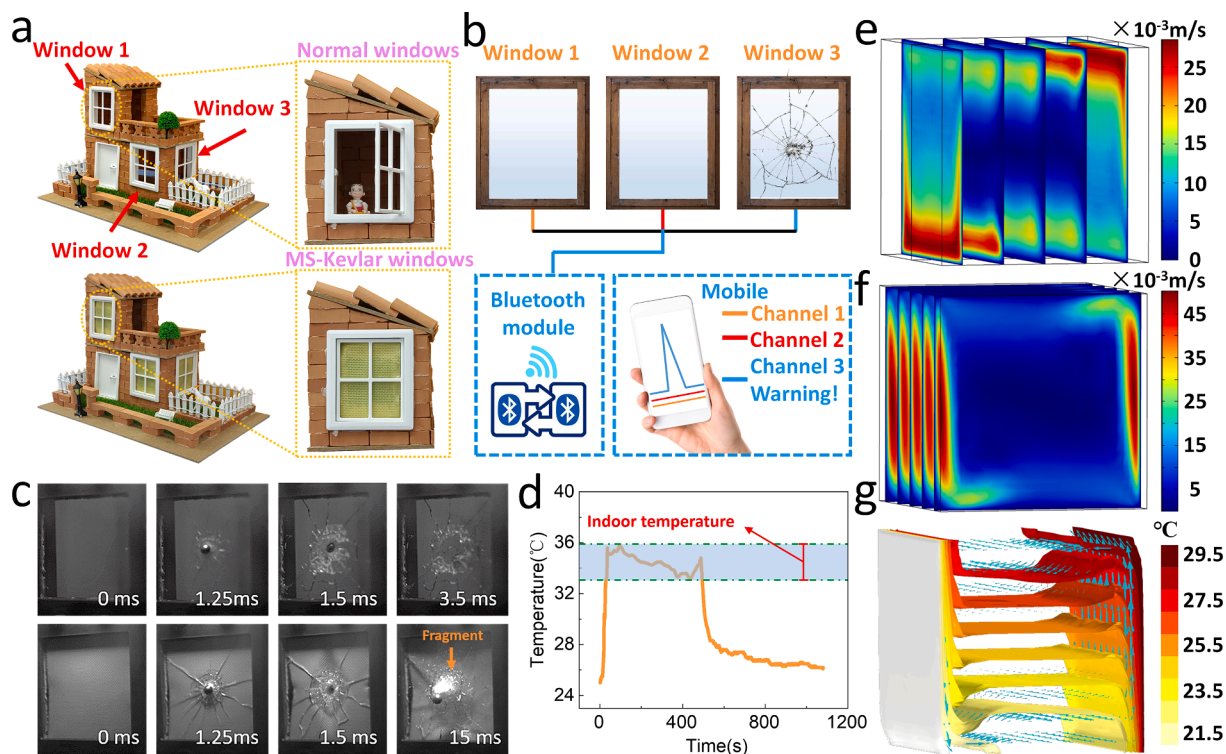 a
Window 1
Window 3
Window 2
Normal windows
MS-Kevlar windows
b
Window 1
Window 2
Window 3
Bluetooth
module
Mobile
Channel 1
Channel 2
Channel 3
Warning!
c
0 ms
1.25ms
1.5 ms
3.5 ms
Fragment
0 ms
1.25ms
1.5 ms
15 ms
d
40
36
32
28
24
Temperature(℃)
Indoor temperature
0
400
800
1200
Time(s)
e
×10-3m/s
25
20
15
10
5
0
f
×10-3m/s
45
35
25
15
5
g
℃
29.5
27.5
25.5
23.5
21.5